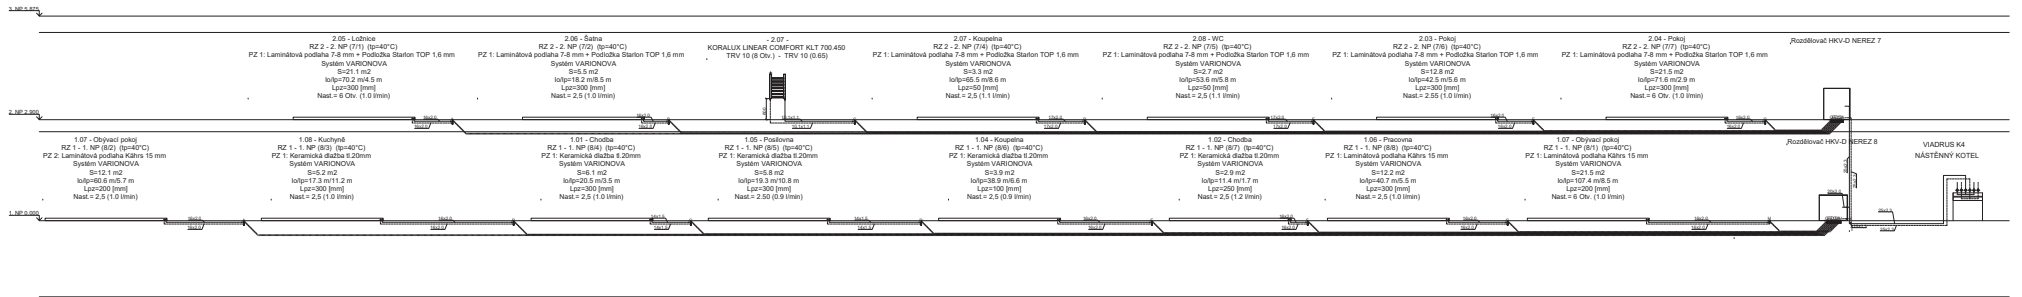 3. NP 5.875
2.05 - Ložnice
RZ 2 - 2. NP (7/1) (tp=40°C)
PZ 1: Laminátová podlaha 7-8 mm + Podložka Starlon TOP 1,6 mm
Systém VARIONOVA
S=21.1 m2
lo/lp=70.2 m/4.5 m
Lpz=300 [mm]
Nast.= 6 Otv. (1.0 l/min)
2.06 - Šatna
RZ 2 - 2. NP (7/2) (tp=40°C)
PZ 1: Laminátová podlaha 7-8 mm + Podložka Starlon TOP 1,6 mm
Systém VARIONOVA
S=5.5 m2
lo/lp=18.2 m/8.5 m
Lpz=300 [mm]
Nast.= 2,5 (1.0 l/min)
- 2.07 -
KORALUX LINEAR COMFORT KLT 700.450
TRV 10 (8 Otv.) - TRV 10 (0.65)
2.07 - Koupelna
RZ 2 - 2. NP (7/4) (tp=40°C)
PZ 1: Laminátová podlaha 7-8 mm + Podložka Starlon TOP 1,6 mm
Systém VARIONOVA
S=3.3 m2
lo/lp=65.5 m/8.6 m
Lpz=50 [mm]
Nast.= 2,5 (1.1 l/min)
2.08 - WC
RZ 2 - 2. NP (7/5) (tp=40°C)
PZ 1: Laminátová podlaha 7-8 mm + Podložka Starlon TOP 1,6 mm
Systém VARIONOVA
S=2.7 m2
lo/lp=53.6 m/5.8 m
Lpz=50 [mm]
Nast.= 2,5 (1.1 l/min)
2.03 - Pokoj
RZ 2 - 2. NP (7/6) (tp=40°C)
PZ 1: Laminátová podlaha 7-8 mm + Podložka Starlon TOP 1,6 mm
Systém VARIONOVA
S=12.8 m2
lo/lp=42.5 m/5.6 m
Lpz=300 [mm]
Nast.= 2.55 (1.0 l/min)
2.04 - Pokoj
RZ 2 - 2. NP (7/7) (tp=40°C)
PZ 1: Laminátová podlaha 7-8 mm + Podložka Starlon TOP 1,6 mm
Systém VARIONOVA
S=21.5 m2
lo/lp=71.6 m/2.9 m
Lpz=300 [mm]
Nast.= 6 Otv. (1.0 l/min)
Rozdělovač HKV-D NEREZ 7
2. NP 2.900
1.07 - Obývací pokoj
RZ 1 - 1. NP (8/2) (tp=40°C)
PZ 2: Laminátová podlaha Kährs 15 mm
Systém VARIONOVA
S=12.1 m2
lo/lp=60.6 m/5.7 m
Lpz=200 [mm]
Nast.= 2,5 (1.0 l/min)
1.08 - Kuchyně
RZ 1 - 1. NP (8/3) (tp=40°C)
PZ 1: Keramická dlažba tl.20mm
Systém VARIONOVA
S=5.2 m2
lo/lp=17.3 m/11.2 m
Lpz=300 [mm]
Nast.= 2,5 (1.0 l/min)
1.01 - Chodba
RZ 1 - 1. NP (8/4) (tp=40°C)
PZ 1: Keramická dlažba tl.20mm
Systém VARIONOVA
S=6.1 m2
lo/lp=20.5 m/3.5 m
Lpz=300 [mm]
Nast.= 2,5 (1.0 l/min)
1.05 - Posilovna
RZ 1 - 1. NP (8/5) (tp=40°C)
PZ 1: Keramická dlažba tl.20mm
Systém VARIONOVA
S=5.8 m2
lo/lp=19.3 m/10.8 m
Lpz=300 [mm]
Nast.= 2.50 (0.9 l/min)
1.04 - Koupelna
RZ 1 - 1. NP (8/6) (tp=40°C)
PZ 1: Keramická dlažba tl.20mm
Systém VARIONOVA
S=3.9 m2
lo/lp=38.9 m/6.6 m
Lpz=100 [mm]
Nast.= 2,5 (0.9 l/min)
1.02 - Chodba
RZ 1 - 1. NP (8/7) (tp=40°C)
PZ 1: Keramická dlažba tl.20mm
Systém VARIONOVA
S=2.9 m2
lo/lp=11.4 m/1.7 m
Lpz=250 [mm]
Nast.= 2,5 (1.2 l/min)
1.06 - Pracovna
RZ 1 - 1. NP (8/8) (tp=40°C)
PZ 1: Laminátová podlaha Kährs 15 mm
Systém VARIONOVA
S=12.2 m2
lo/lp=40.7 m/5.5 m
Lpz=300 [mm]
Nast.= 2,5 (1.0 l/min)
1.07 - Obývací pokoj
RZ 1 - 1. NP (8/1) (tp=40°C)
PZ 1: Laminátová podlaha Kährs 15 mm
Systém VARIONOVA
S=21.5 m2
lo/lp=107.4 m/8.5 m
Lpz=200 [mm]
Nast.= 6 Otv. (1.0 l/min)
Rozdělovač HKV-D NEREZ 8
VIADRUS K4
NÁSTĚNNÝ KOTEL
1. NP 0.000